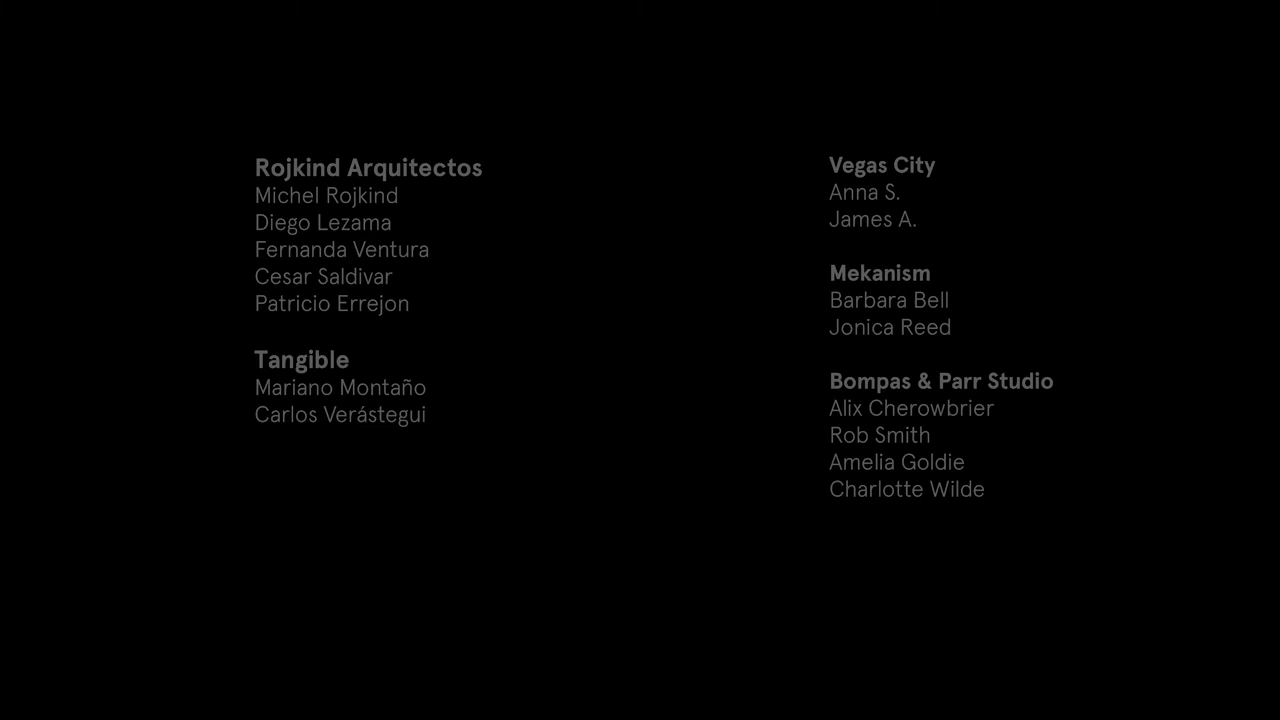 Rojkind Arquitectos
Michel Rojkind
Diego Lezama
Fernanda Ventura
Cesar Saldivar
Patricio Errejon
Tangible
Mariano Montaño
Carlos Verástegui
Vegas City
Anna S.
James A.
Mekanism
Barbara Bell
Jonica Reed
Bompas & Parr Studio
Alix Cherowbrier
Rob Smith
Amelia Goldie
Charlotte Wilde